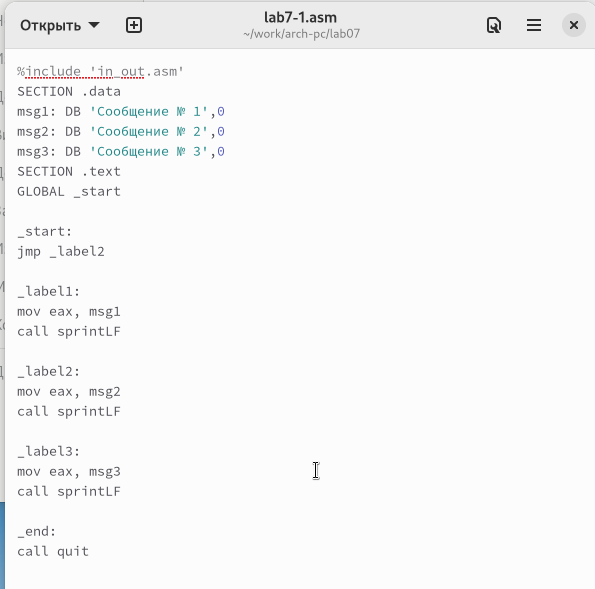 Открыть
lab7-1.asm
~/work/arch-pc/lab07
%include 'in_out.asm'
SECTION .data
msg1: DB 'Сообщение № 1',0
msg2: DB 'Сообщение № 2',0
msg3: DB 'Сообщение № 3',0
SECTION .text
GLOBAL _start
_start:
jmp _label2
_label1:
mov eax, msg1
call sprintLF
_label2:
mov eax, msg2
call sprintLF
_label3:
mov eax, msg3
call sprintLF
_end:
call quit